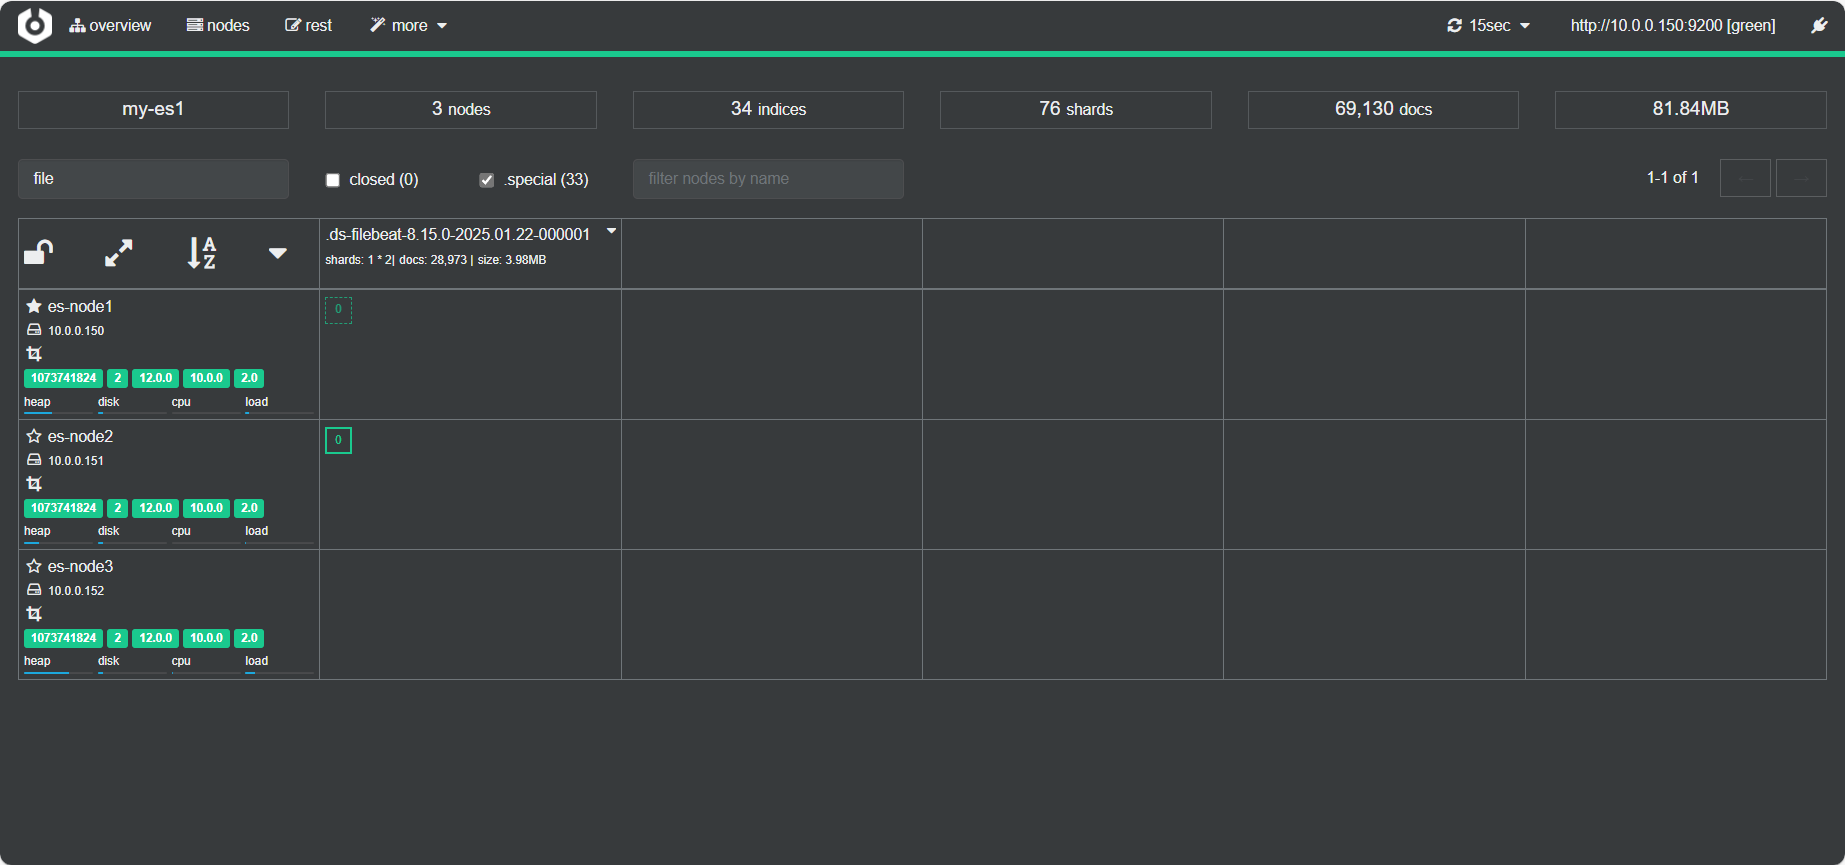 overview nodes rest more 15sec http://10.0.0.150:9200 [green]
my-es1 3 nodes 34 indices 76 shards 69,130 docs 81.84MB
file closed (0) .special (33) filter nodes by name 1-1 of 1
.ds-filebeat-8.15.0-2025.01.22-000001
shards: 1 * 2| docs: 28,973 | size: 3.98MB
es-node1 0
10.0.0.150
1073741824 2 12.0.0 10.0.0 2.0
heap disk cpu load
es-node2 0
10.0.0.151
1073741824 2 12.0.0 10.0.0 2.0
heap disk cpu load
es-node3
10.0.0.152
1073741824 2 12.0.0 10.0.0 2.0
heap disk cpu load